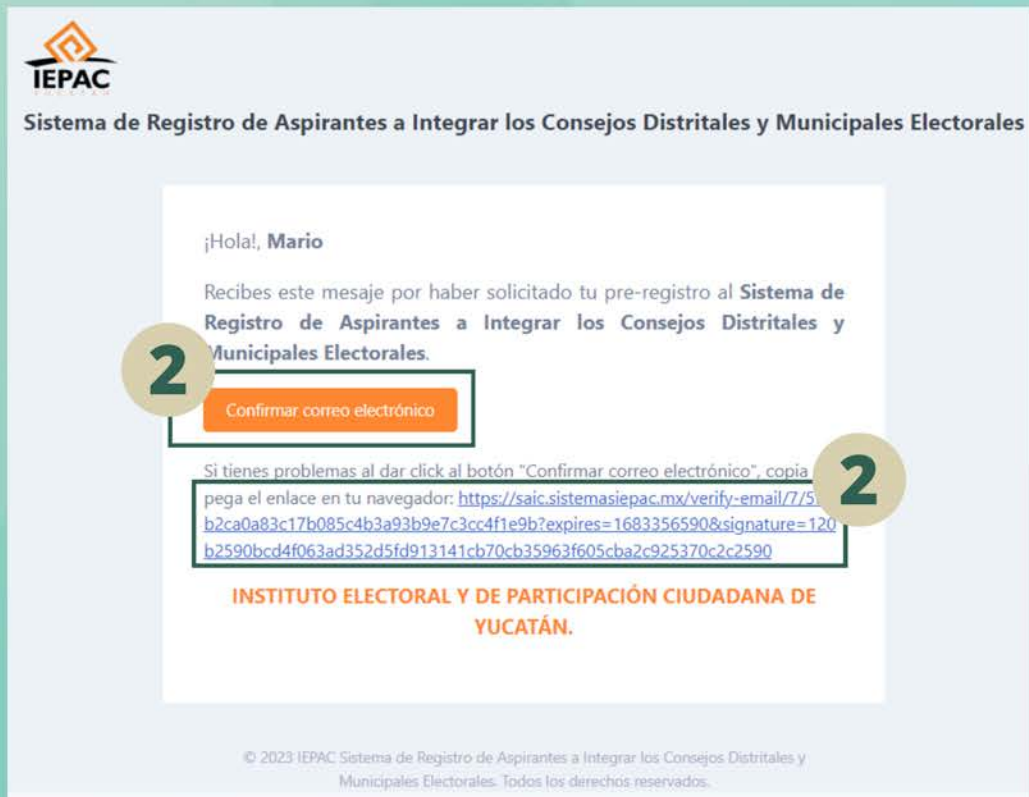 IEPAC
YUCATÁN
Sistema de Registro de Aspirantes a Integrar los Consejos Distritales y Municipales Electorales
¡Hola!, Mario
Recibes este mesaje por haber solicitado tu pre-registro al Sistema de
Registro de Aspirantes a Integrar los Consejos Distritales y
Municipales Electorales.
2
Confirmar correo electrónico
Si tienes problemas al dar click al botón "Confirmar correo electrónico", copia
2
pega el enlace en tu navegador: https://saic.sistemasiepac.mx/verify-email/7/5
b2ca0a83c17b085c4b3a93b9e7c3cc4f1e9b?expires=1683356590&signature=120
b2590bcd4f063ad352d5fd913141cb70cb35963f605cba2c925370c2c2590
INSTITUTO ELECTORAL Y DE PARTICIPACIÓN CIUDADANA DE
YUCATÁN.
© 2023 IEPAC Sistema de Registro de Aspirantes a Integrar los Consejos Distritales y
Municipales Electorales. Todos los derechos reservados.